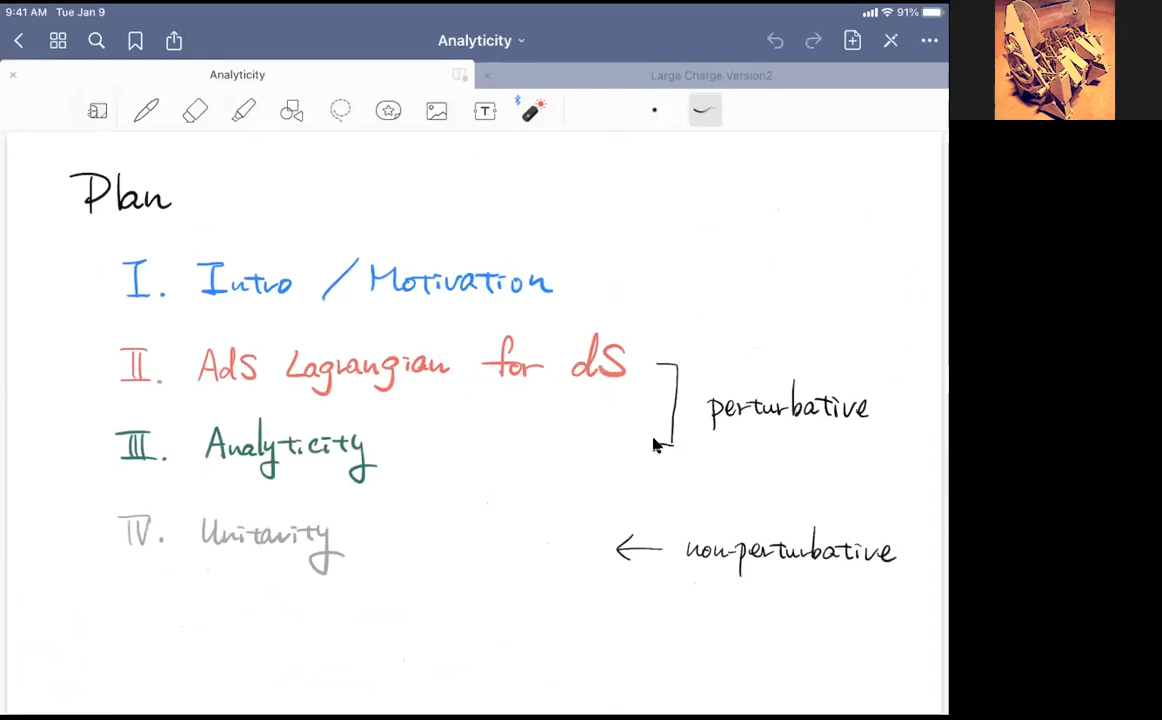 9:41 AM Tue Jan 9
91%
Analyticity
Analyticity
Large Charge Version2
Plan
I. Intro / Motivation
II. AdS Lagrangian for dS
perturbative
III. Analyticity
IV. Unitarity
← non-perturbative